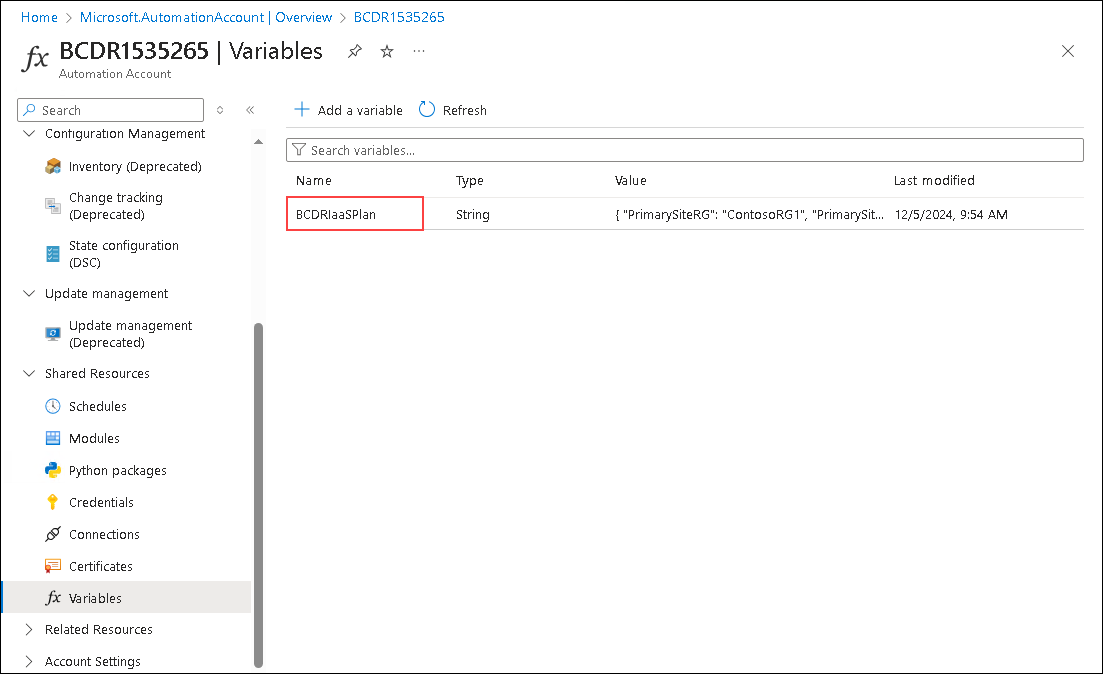 Home > Microsoft.AutomationAccount | Overview > BCDR1535265
fx BCDR1535265 | Variables ...
Automation Account
Search
Configuration Management
Inventory (Deprecated)
Change tracking
(Deprecated)
State configuration
(DSC)
Update management
Update management
(Deprecated)
Shared Resources
Schedules
Modules
Python packages
Credentials
Connections
Certificates
fx Variables
Related Resources
Account Settings
+ Add a variable Refresh
Search variables...
Name Type Value Last modified
BCDRIaaSPlan String { "PrimarySiteRG": "ContosoRG1", "PrimarySit... 12/5/2024, 9:54 AM